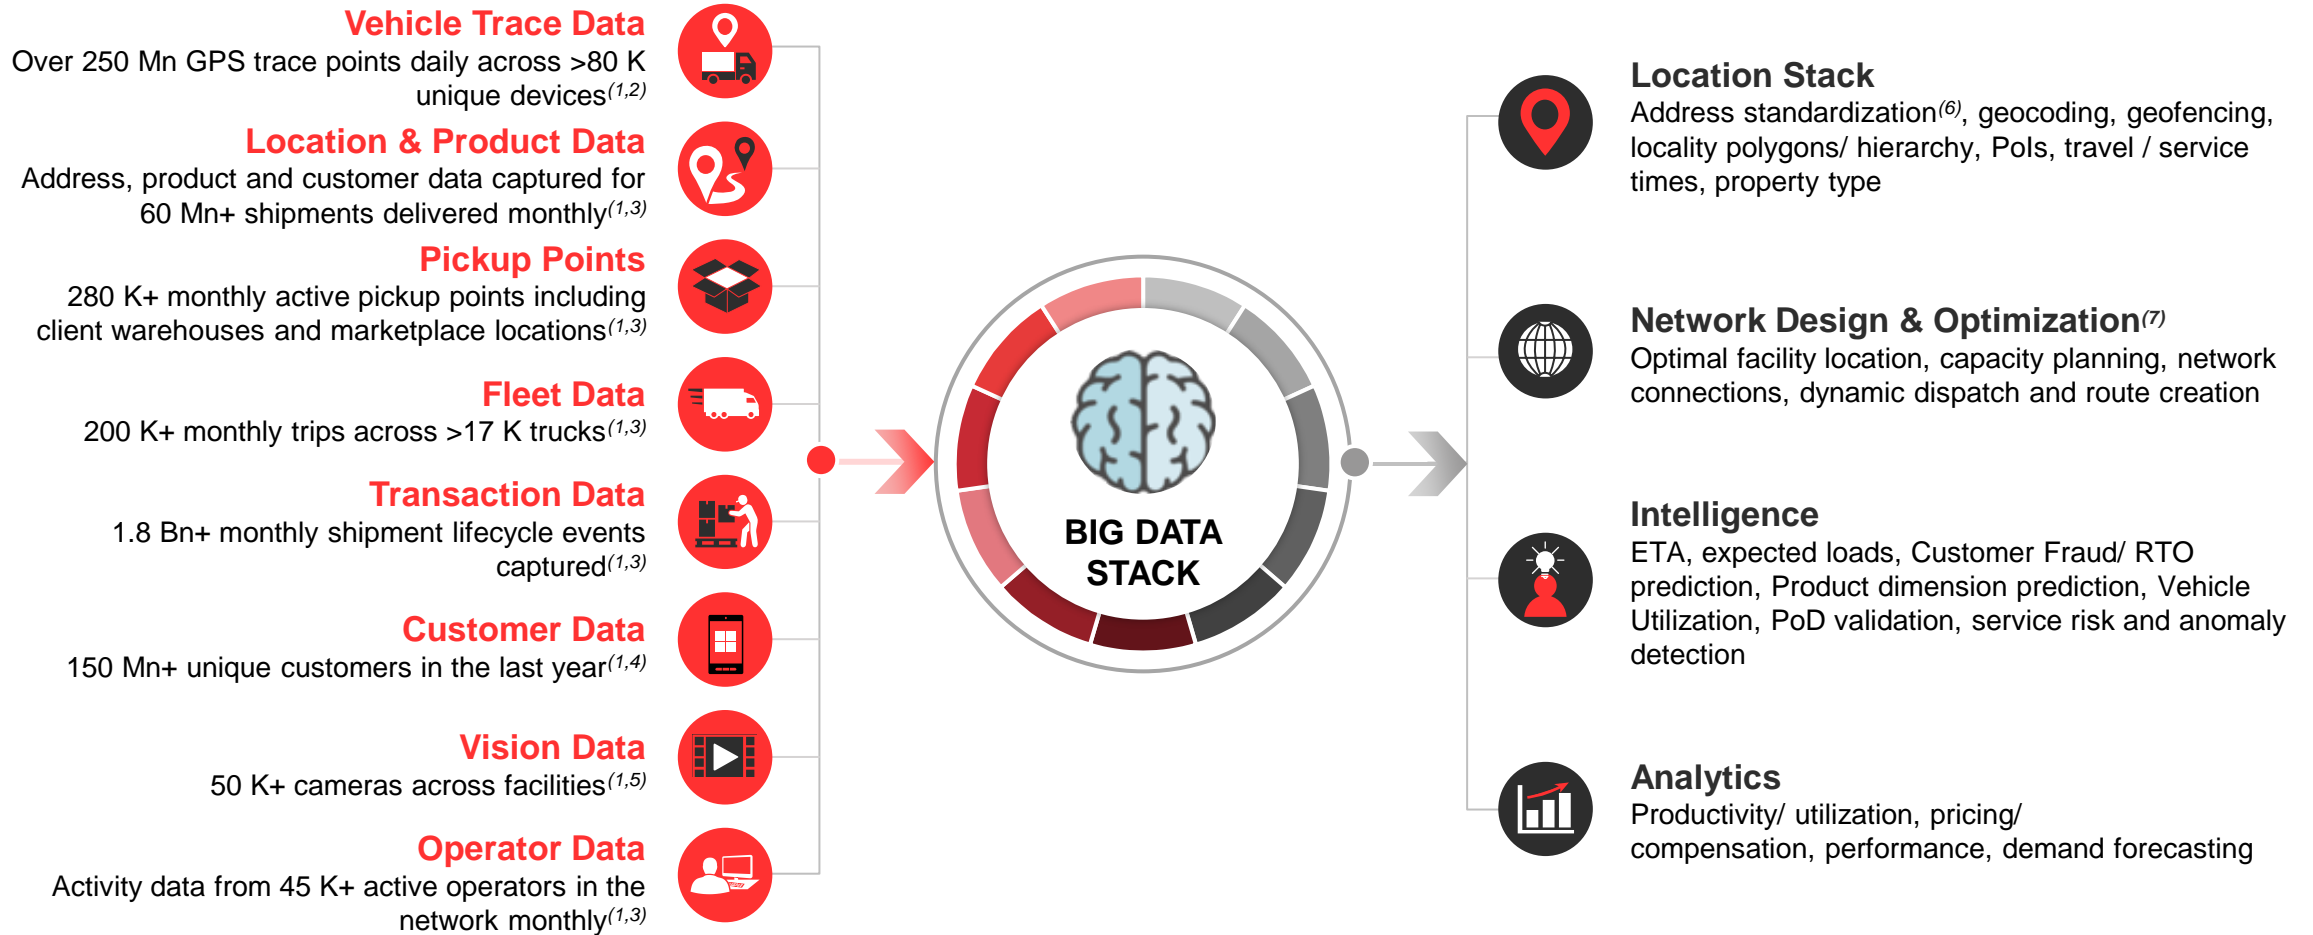 Vehicle Trace Data
Over 250 Mn GPS trace points daily across >80 K
unique devices(1,2)
Location & Product Data
Address, product and customer data captured for
60 Mn+ shipments delivered monthly(1,3)
Pickup Points
280 K+ monthly active pickup points including
client warehouses and marketplace locations(1,3)
Fleet Data
200 K+ monthly trips across >17 K trucks(1,3)
Transaction Data
1.8 Bn+ monthly shipment lifecycle events
captured(1,3)
Customer Data
150 Mn+ unique customers in the last year(1,4)
Vision Data
50 K+ cameras across facilities(1,5)
Operator Data
Activity data from 45 K+ active operators in the
network monthly(1,3)
BIG DATA
STACK
Location Stack
Address standardization(6), geocoding, geofencing,
locality polygons/ hierarchy, PoIs, travel / service
times, property type
Network Design & Optimization(7)
Optimal facility location, capacity planning, network
connections, dynamic dispatch and route creation
Intelligence
ETA, expected loads, Customer Fraud/ RTO
prediction, Product dimension prediction, Vehicle
Utilization, PoD validation, service risk and anomaly
detection
Analytics
Productivity/ utilization, pricing/
compensation, performance, demand forecasting